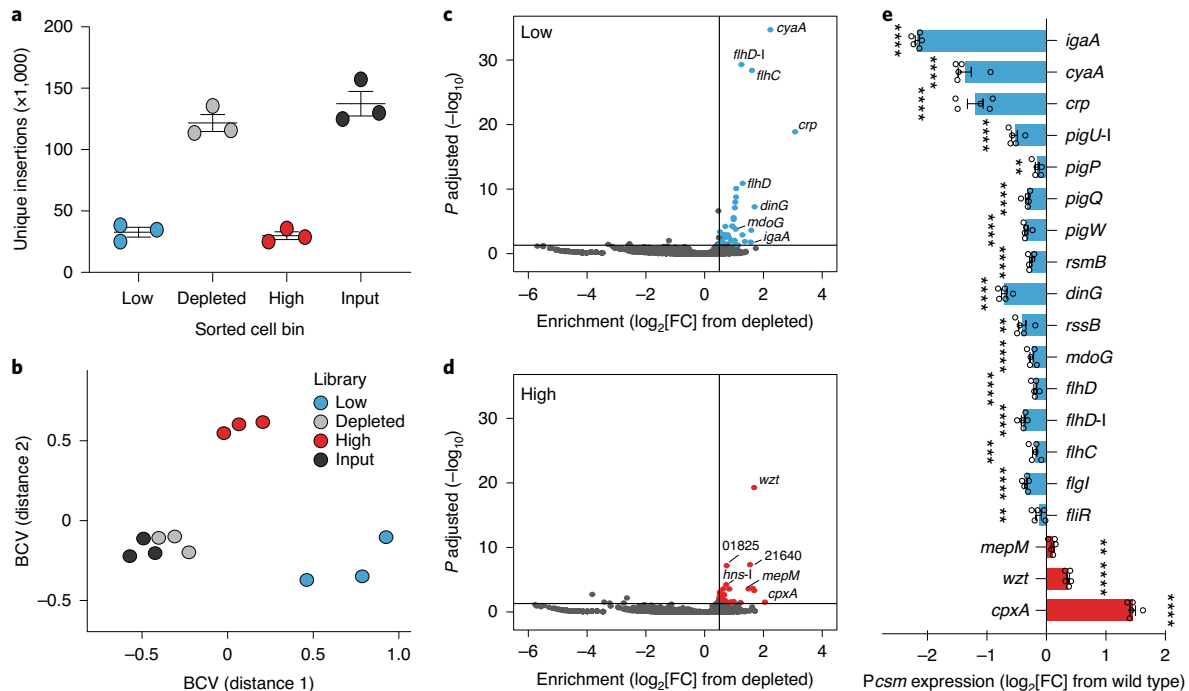 a
Unique insertions (×1,000)
200
150
100
50
0
Low
Depleted
High
Input
Sorted cell bin
b
BCV (distance 2)
0.5
0
−0.5
−0.5
0
0.5
1.0
BCV (distance 1)
Library
Low
Depleted
High
Input
c
Low
P adjusted (−log10)
30
20
10
0
cyaA
flhD-I
flhC
crp
flhD
dinG
mdoG
igaA
−6
−4
−2
0
2
4
Enrichment (log2[FC] from depleted)
d
High
P adjusted (−log10)
30
20
10
0
wzt
01825
21640
hns-I
mepM
cpxA
−6
−4
−2
0
2
4
Enrichment (log2[FC] from depleted)
e
**** igaA
**** cyaA
**** crp
**** pigU-I
** pigP
**** pigQ
**** pigW
**** rsmB
**** dinG
** rssB
**** mdoG
**** flhD
**** flhD-I
*** flhC
**** flgI
** fliR
mepM **
wzt ****
cpxA ****
−2
−1
0
1
2
Pcsm expression (log2[FC] from wild type)